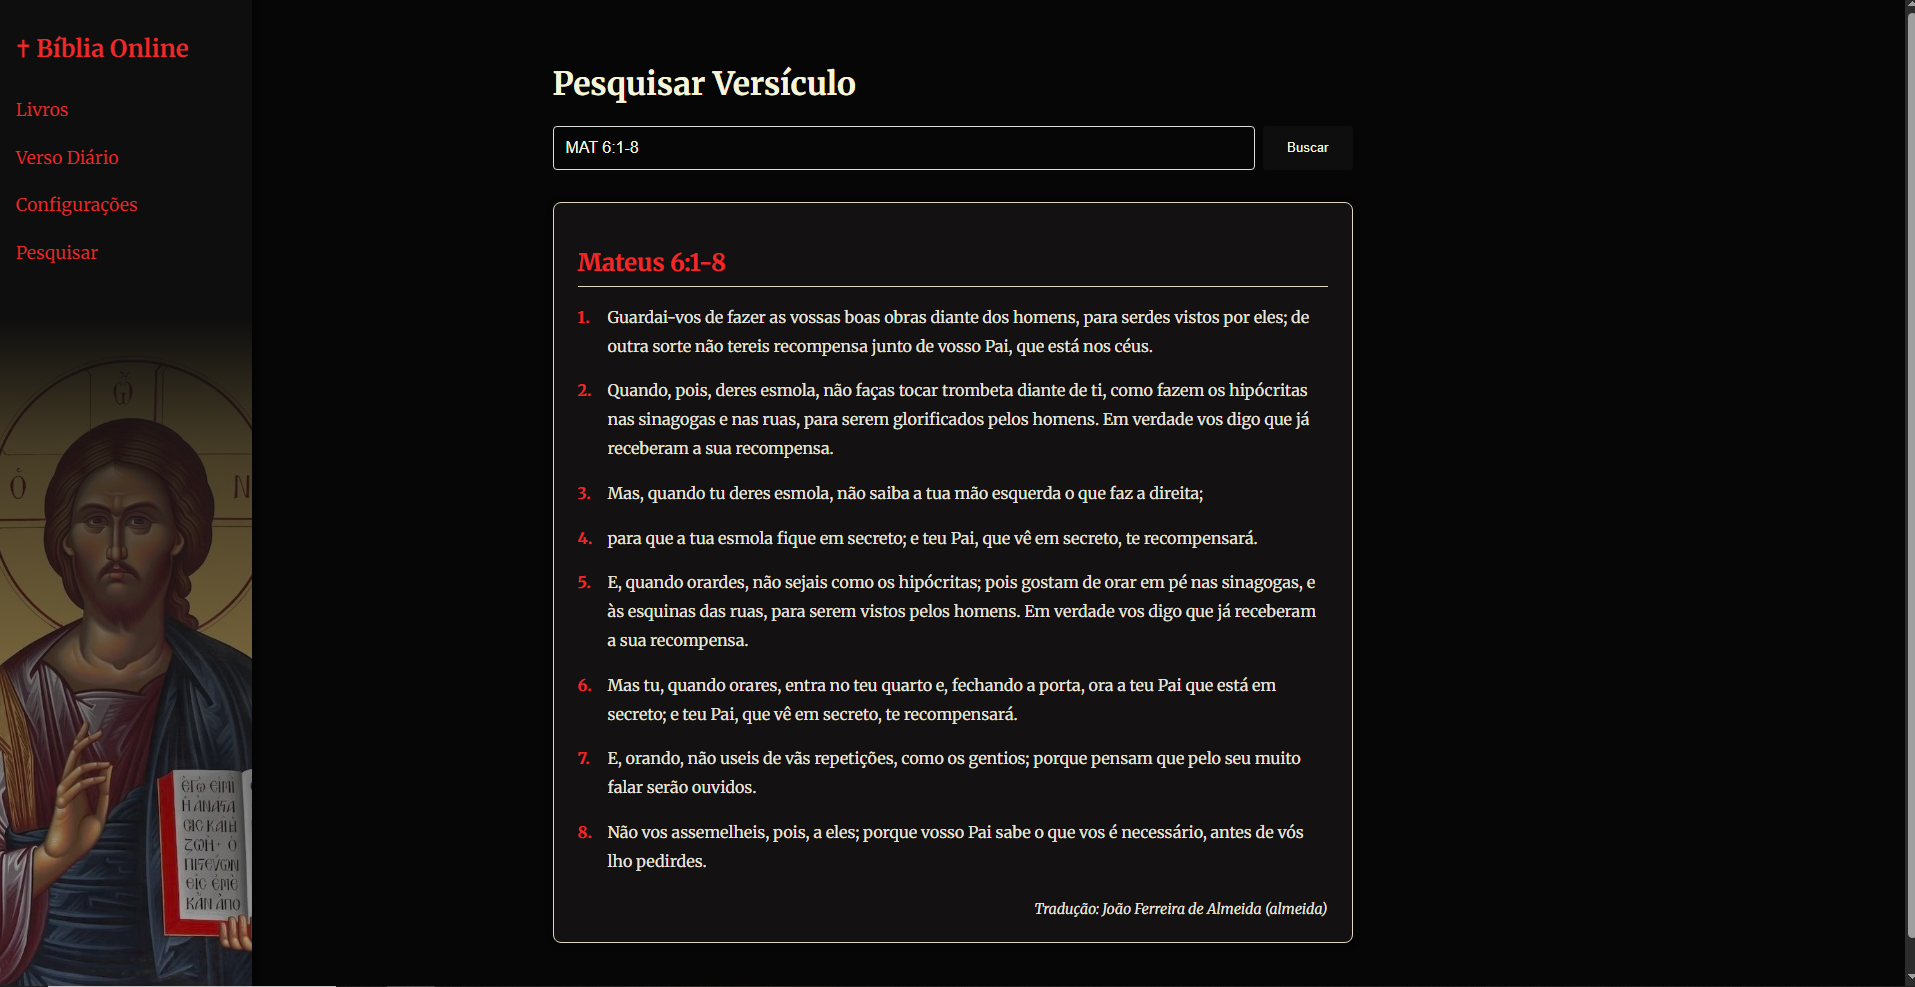 † Bíblia Online
Livros
Verso Diário
Configurações
Pesquisar
Pesquisar Versículo
MAT 6:1-8
Buscar
Mateus 6:1-8
1. Guardai-vos de fazer as vossas boas obras diante dos homens, para serdes vistos por eles; de
outra sorte não tereis recompensa junto de vosso Pai, que está nos céus.
2. Quando, pois, deres esmola, não faças tocar trombeta diante de ti, como fazem os hipócritas
nas sinagogas e nas ruas, para serem glorificados pelos homens. Em verdade vos digo que já
receberam a sua recompensa.
3. Mas, quando tu deres esmola, não saiba a tua mão esquerda o que faz a direita;
4. para que a tua esmola fique em secreto; e teu Pai, que vê em secreto, te recompensará.
5. E, quando orardes, não sejais como os hipócritas; pois gostam de orar em pé nas sinagogas, e
às esquinas das ruas, para serem vistos pelos homens. Em verdade vos digo que já receberam
a sua recompensa.
6. Mas tu, quando orares, entra no teu quarto e, fechando a porta, ora a teu Pai que está em
secreto; e teu Pai, que vê em secreto, te recompensará.
7. E, orando, não useis de vãs repetições, como os gentios; porque pensam que pelo seu muito
falar serão ouvidos.
8. Não vos assemelheis, pois, a eles; porque vosso Pai sabe o que vos é necessário, antes de vós
lho pedirdes.
Tradução: João Ferreira de Almeida (almeida)
Ὤ
Ὁ
Ν
ἘΓΏ ΕἸΜΙ
Ἡ ἈΝΆΣΤΑ
ΣΙΣ ΚΑῚ Ἡ
ΖΩΉ· Ὁ
ΠΙΣΤΕΎΩΝ
ΕἸΣ ἘΜῈ
ΚἊΝ ἈΠΟ